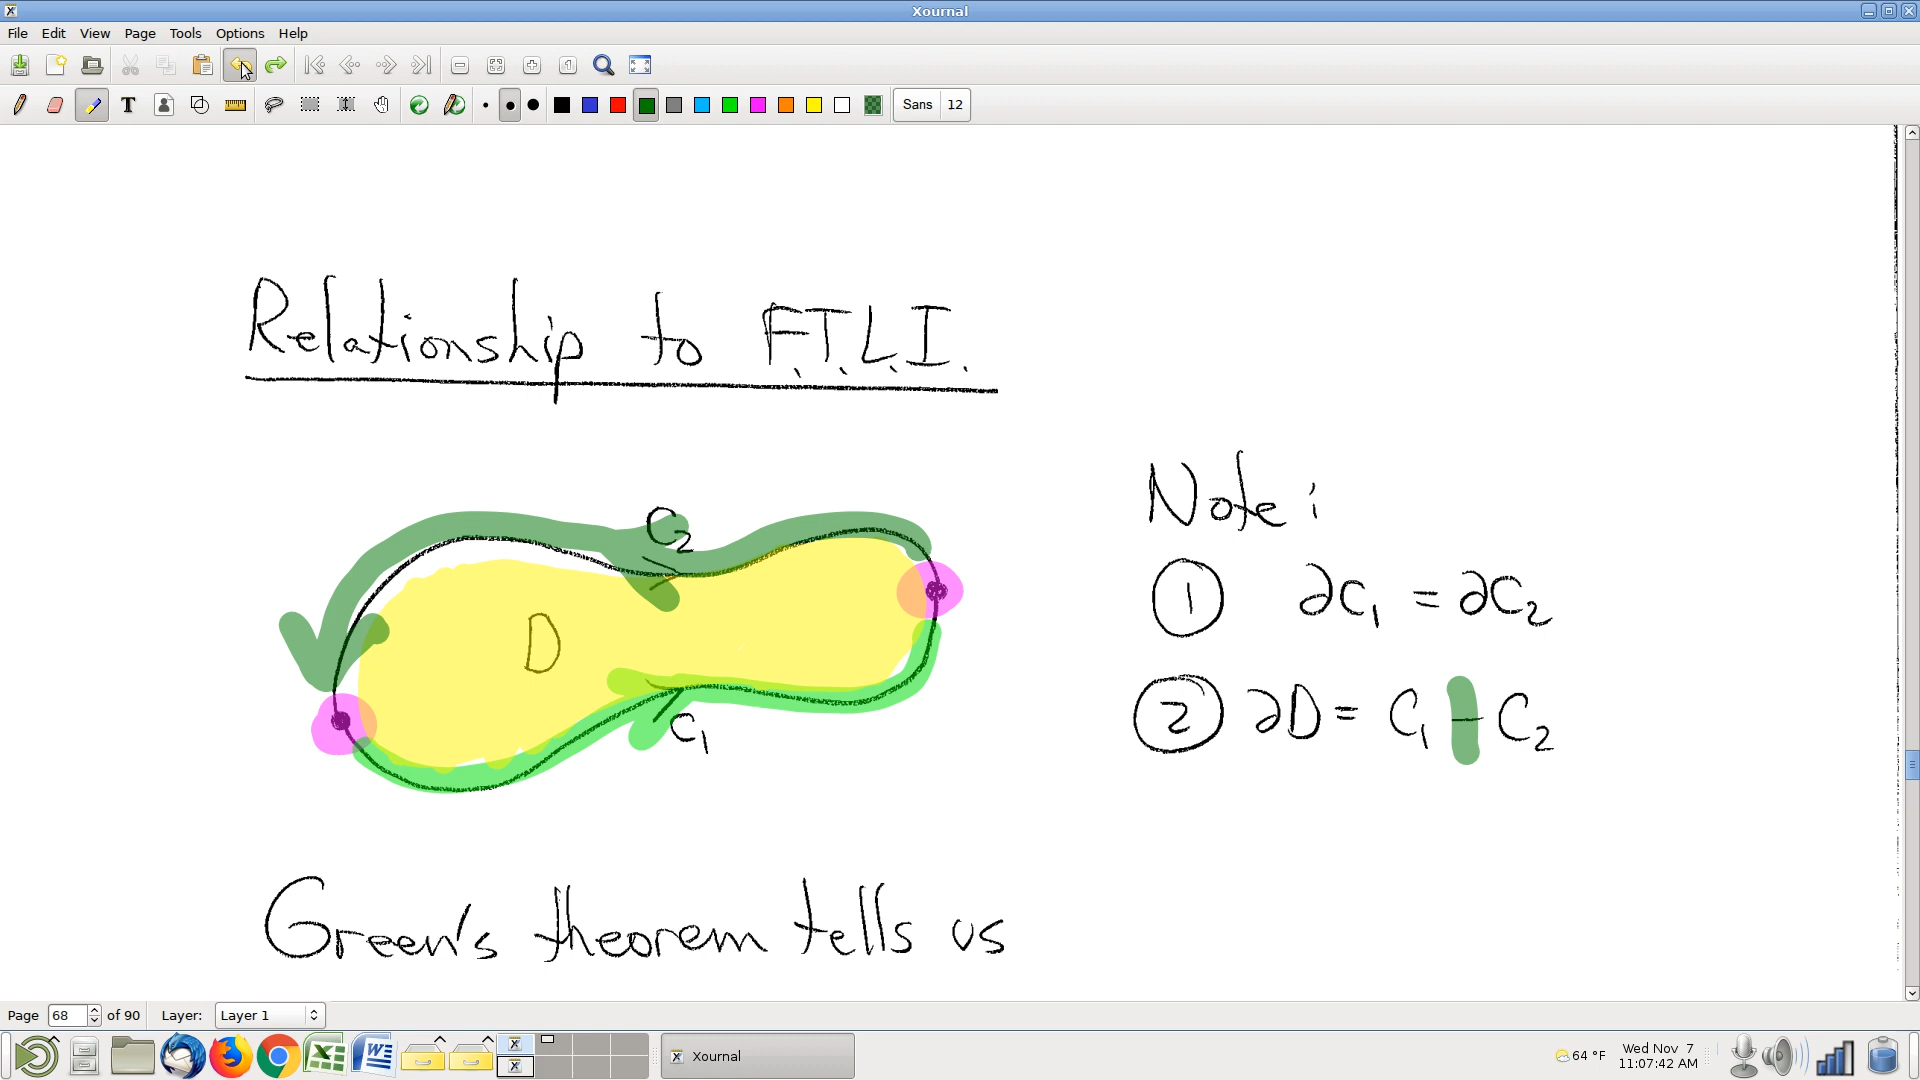 Xournal
File Edit View Page Tools Options Help
Sans 12
Relationship to F.T.L.I.
C₂
D
C₁
Note:
① ∂C₁ = ∂C₂
② ∂D = C₁ - C₂
Green's theorem tells us
Page 68 of 90 Layer: Layer 1
Xournal
64 °F
Wed Nov 7
11:07:42 AM